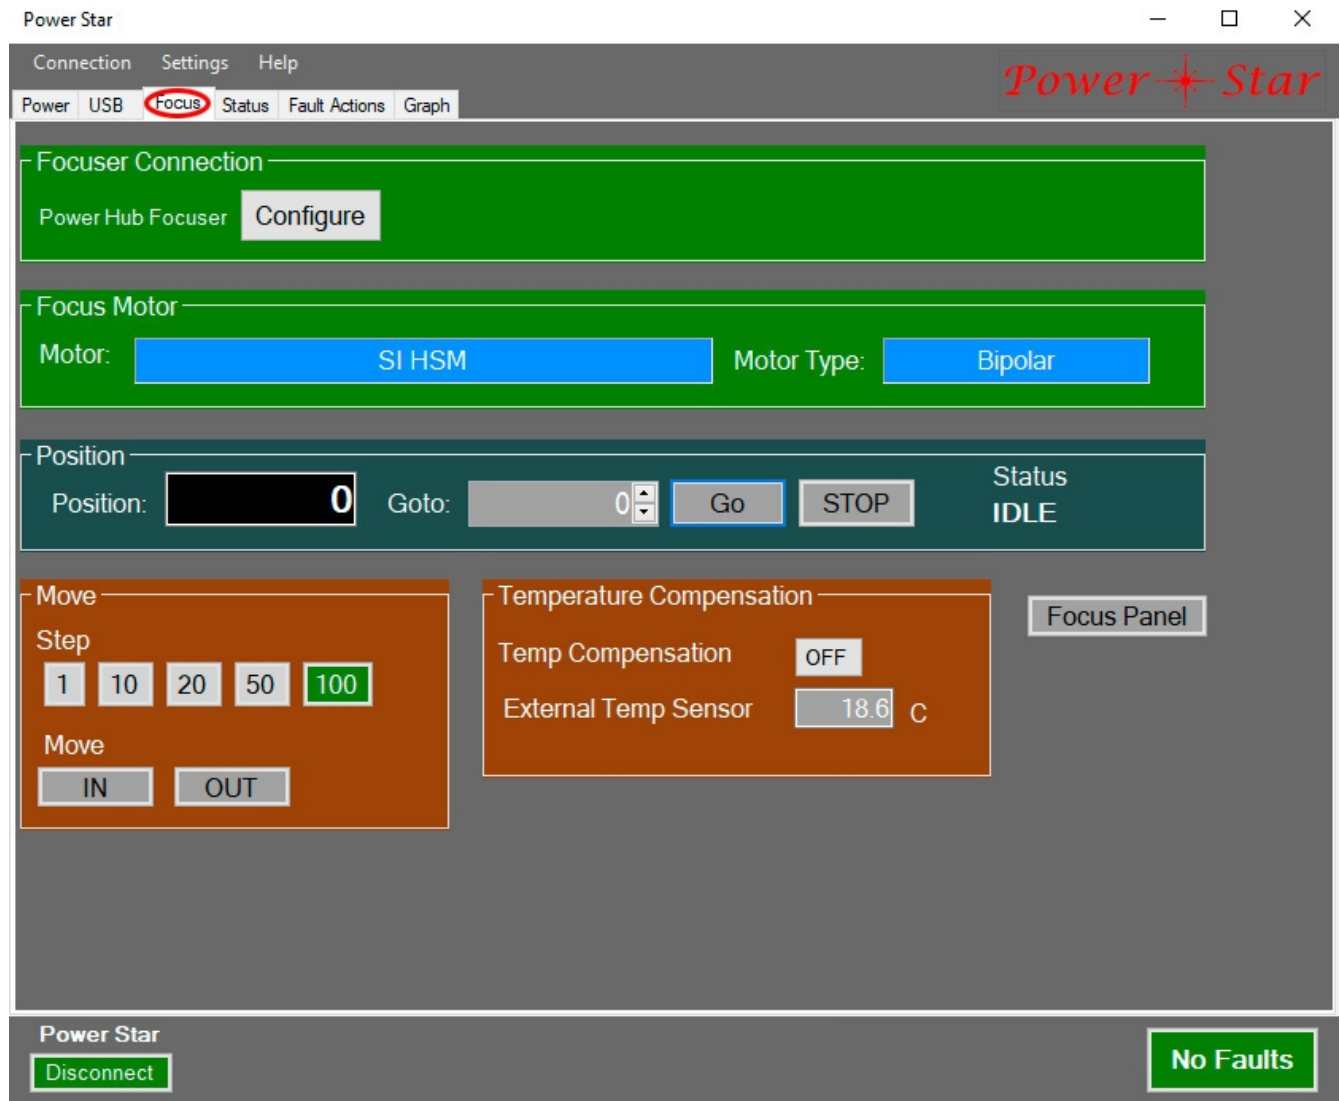 Power Star
Connection Settings Help
Power Star
Power USB Focus Status Fault Actions Graph
Focuser Connection
Power Hub Focuser Configure
Focus Motor
Motor: SI HSM Motor Type: Bipolar
Position
Position: 0 Goto: 0 Go STOP
Status
IDLE
Move
Step
1 10 20 50 100
Move
IN OUT
Temperature Compensation
Temp Compensation OFF
External Temp Sensor 18.6 C
Focus Panel
Power Star
Disconnect
No Faults